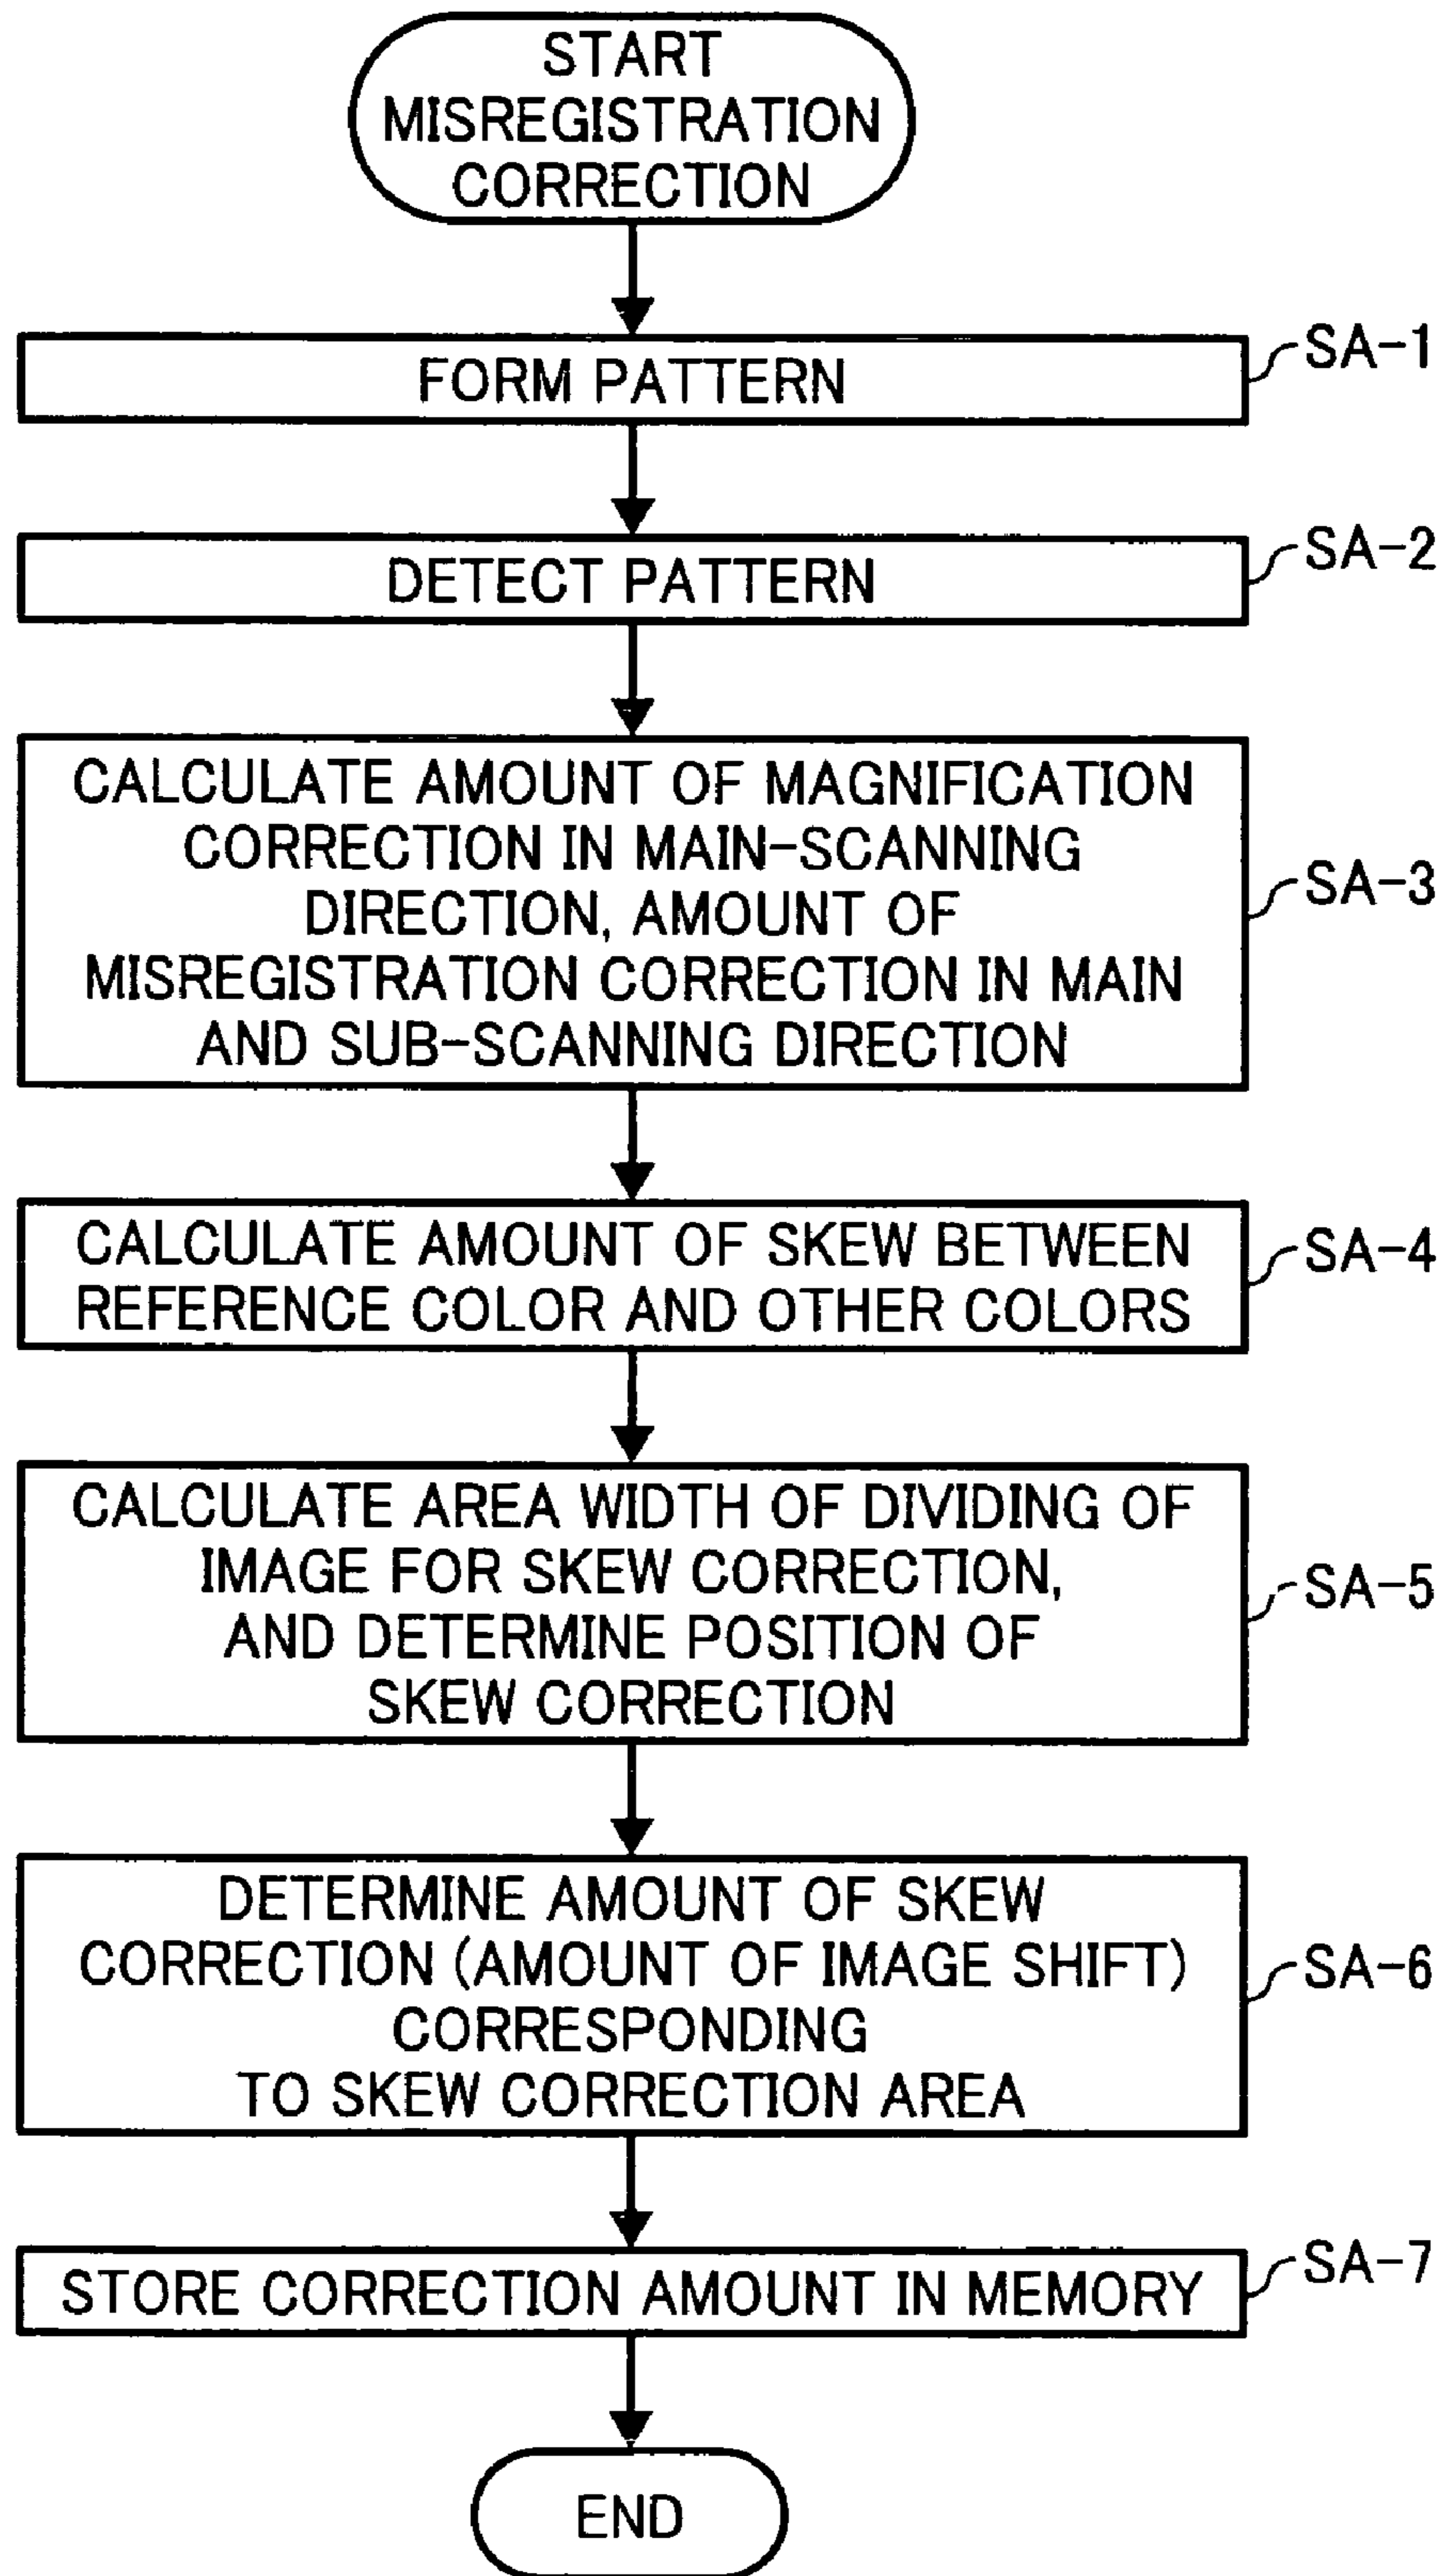 START
MISREGISTRATION
CORRECTION
FORM PATTERN
SA-1
DETECT PATTERN
SA-2
CALCULATE AMOUNT OF MAGNIFICATION
CORRECTION IN MAIN-SCANNING
DIRECTION, AMOUNT OF
MISREGISTRATION CORRECTION IN MAIN
AND SUB-SCANNING DIRECTION
SA-3
CALCULATE AMOUNT OF SKEW BETWEEN
REFERENCE COLOR AND OTHER COLORS
SA-4
CALCULATE AREA WIDTH OF DIVIDING OF
IMAGE FOR SKEW CORRECTION,
AND DETERMINE POSITION OF
SKEW CORRECTION
SA-5
DETERMINE AMOUNT OF SKEW
CORRECTION (AMOUNT OF IMAGE SHIFT)
CORRESPONDING
TO SKEW CORRECTION AREA
SA-6
STORE CORRECTION AMOUNT IN MEMORY
SA-7
END